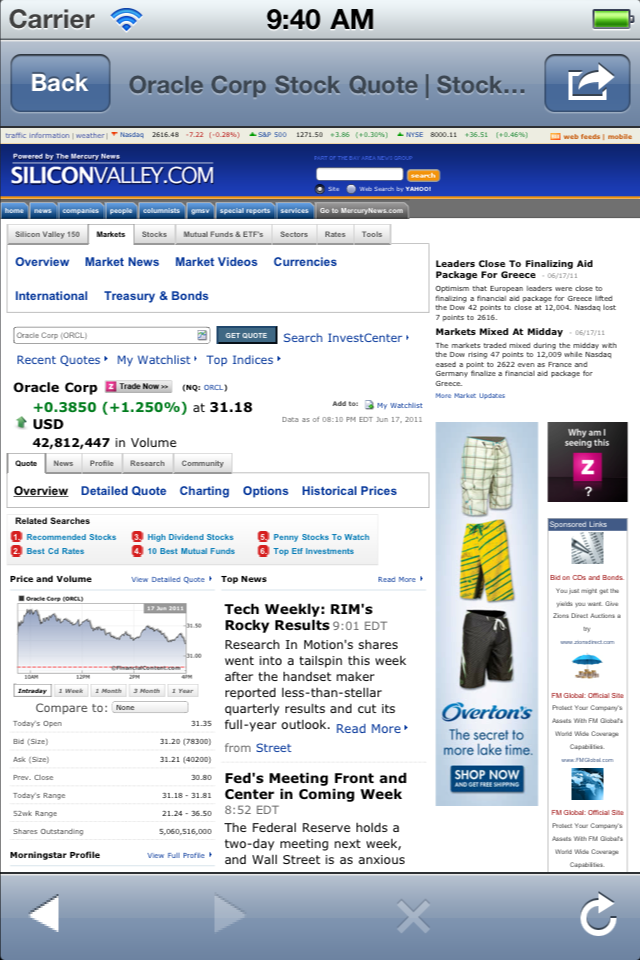 Carrier 9:40 AM
Back Oracle Corp Stock Quote | Stock...
traffic information | weather | Nasdaq 2616.48 -7.22 (-0.28%) S&P 500 1271.50 +3.86 (+0.30%) NYSE 8000.11 +36.51 (+0.46%) web feeds | mobile
Powered by The Mercury News
PART OF THE BAY AREA NEWS GROUP
SILICONVALLEY.COM
search
Site Web Search by YAHOO!
home news companies people columnists gmsv special reports services Go to MercuryNews.com
Silicon Valley 150 Markets Stocks Mutual Funds & ETF's Sectors Rates Tools
Overview Market News Market Videos Currencies
International Treasury & Bonds
Oracle Corp (ORCL) GET QUOTE Search InvestCenter
Recent Quotes My Watchlist Top Indices
Oracle Corp Z Trade Now >> (NQ: ORCL)
+0.3850 (+1.250%) at 31.18
USD
42,812,447 in Volume
Add to: My Watchlist
Data as of 08:10 PM EDT Jun 17, 2011
Quote News Profile Research Community
Overview Detailed Quote Charting Options Historical Prices
Related Searches
1. Recommended Stocks 3. High Dividend Stocks 5. Penny Stocks To Watch
2. Best Cd Rates 4. 10 Best Mutual Funds 6. Top Etf Investments
Price and Volume View Detailed Quote
Oracle Corp (ORCL)
17 Jun 2011
31.50
31.00
©FinancialContent.com
10AM 12PM 2PM 4PM
Intraday 1 Week 1 Month 3 Month 1 Year
Compare to: None
Today's Open 31.35
Bid (Size) 31.20 (78300)
Ask (Size) 31.21 (40200)
Prev. Close 30.80
Today's Range 31.18 - 31.81
52wk Range 21.24 - 36.50
Shares Outstanding 5,060,516,000
Morningstar Profile View Full Profile
Top News Read More
Tech Weekly: RIM's
Rocky Results 9:01 EDT
Research In Motion's shares
went into a tailspin this week
after the handset maker
reported less-than-stellar
quarterly results and cut its
full-year outlook. Read More
from Street
Fed's Meeting Front and
Center in Coming Week
8:52 EDT
The Federal Reserve holds a
two-day meeting next week,
and Wall Street is as anxious
Leaders Close To Finalizing Aid
Package For Greece - 06/17/11
Optimism that European leaders were close to
finalizing a financial aid package for Greece lifted
the Dow 42 points to close at 12,004. Nasdaq lost
7 points to 2616.
Markets Mixed At Midday - 06/17/11
The markets traded mixed during the midday with
the Dow rising 47 points to 12,009 while Nasdaq
eased a point to 2622 even as France and
Germany finalize a financial aid package for
Greece.
More Market Updates
Overton's
The secret to
more lake time.
SHOP NOW
AND GET FREE SHIPPING
Why am I
seeing this
Z
?
Sponsored Links
Bid on CDs and Bonds.
You just might get the
yields you want. Give
Zions Direct Auctions a
try
www.zionsdirect.com
FM Global: Official Site
Protect Your Company's
Assets With FM Global's
World Wide Coverage
Capabilities.
www.FMGlobal.com
FM Global: Official Site
Protect Your Company's
Assets With FM Global's
World Wide Coverage
Capabilities.